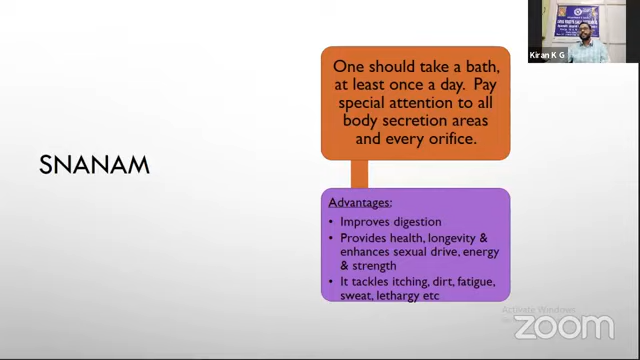 Kiran K G
One should take a bath,
at least once a day. Pay
special attention to all
body secretion areas
and every orifice.
SNANAM
Advantages:
• Improves digestion
• Provides health, longevity &
enhances sexual drive, energy
& strength
• It tackles itching, dirt, fatigue,
sweat, lethargy etc
Activate Windows
zoom